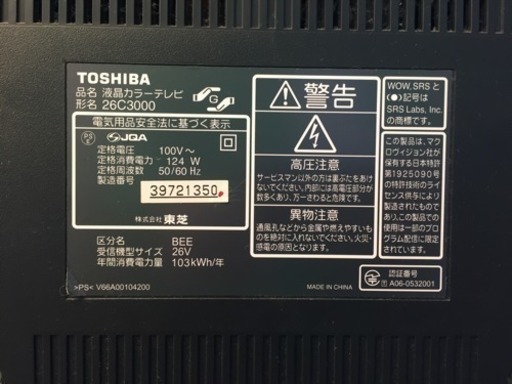 TOSHIBA
品名 液晶カラーテレビ
形名 26C3000
G
電気用品安全法に基づく表示
PS
E
JQA
定格電圧 100V～
定格消費電力 124 W
定格周波数 50/60 Hz
製造番号
39721350
株式会社 東芝
区分名 BEE
受信機型サイズ 26V
年間消費電力量 103kWh/年
>PS< V66A00104200
警告
高圧注意
サービスマン以外の方は裏ぶたをあけないでください。内部には高電圧部分が数多くあり、万一さわると危険です。
異物注意
通風孔などから金属や燃えやすいものなどが入らないようにしてください。火災・感電の原因となります。
MADE IN CHINA
WOW, SRS と
(●)記号は
SRS Labs, Inc.
の商標です。
この製品は、マク
ロヴィジョン社が
保有する日本特許
第1925090号
の特許
ライセンス供与に
より製造されたも
のであり、この製
品での使用は、一部のプ
ログラム配信に限
定されています。
認証番号
T A06-0532001